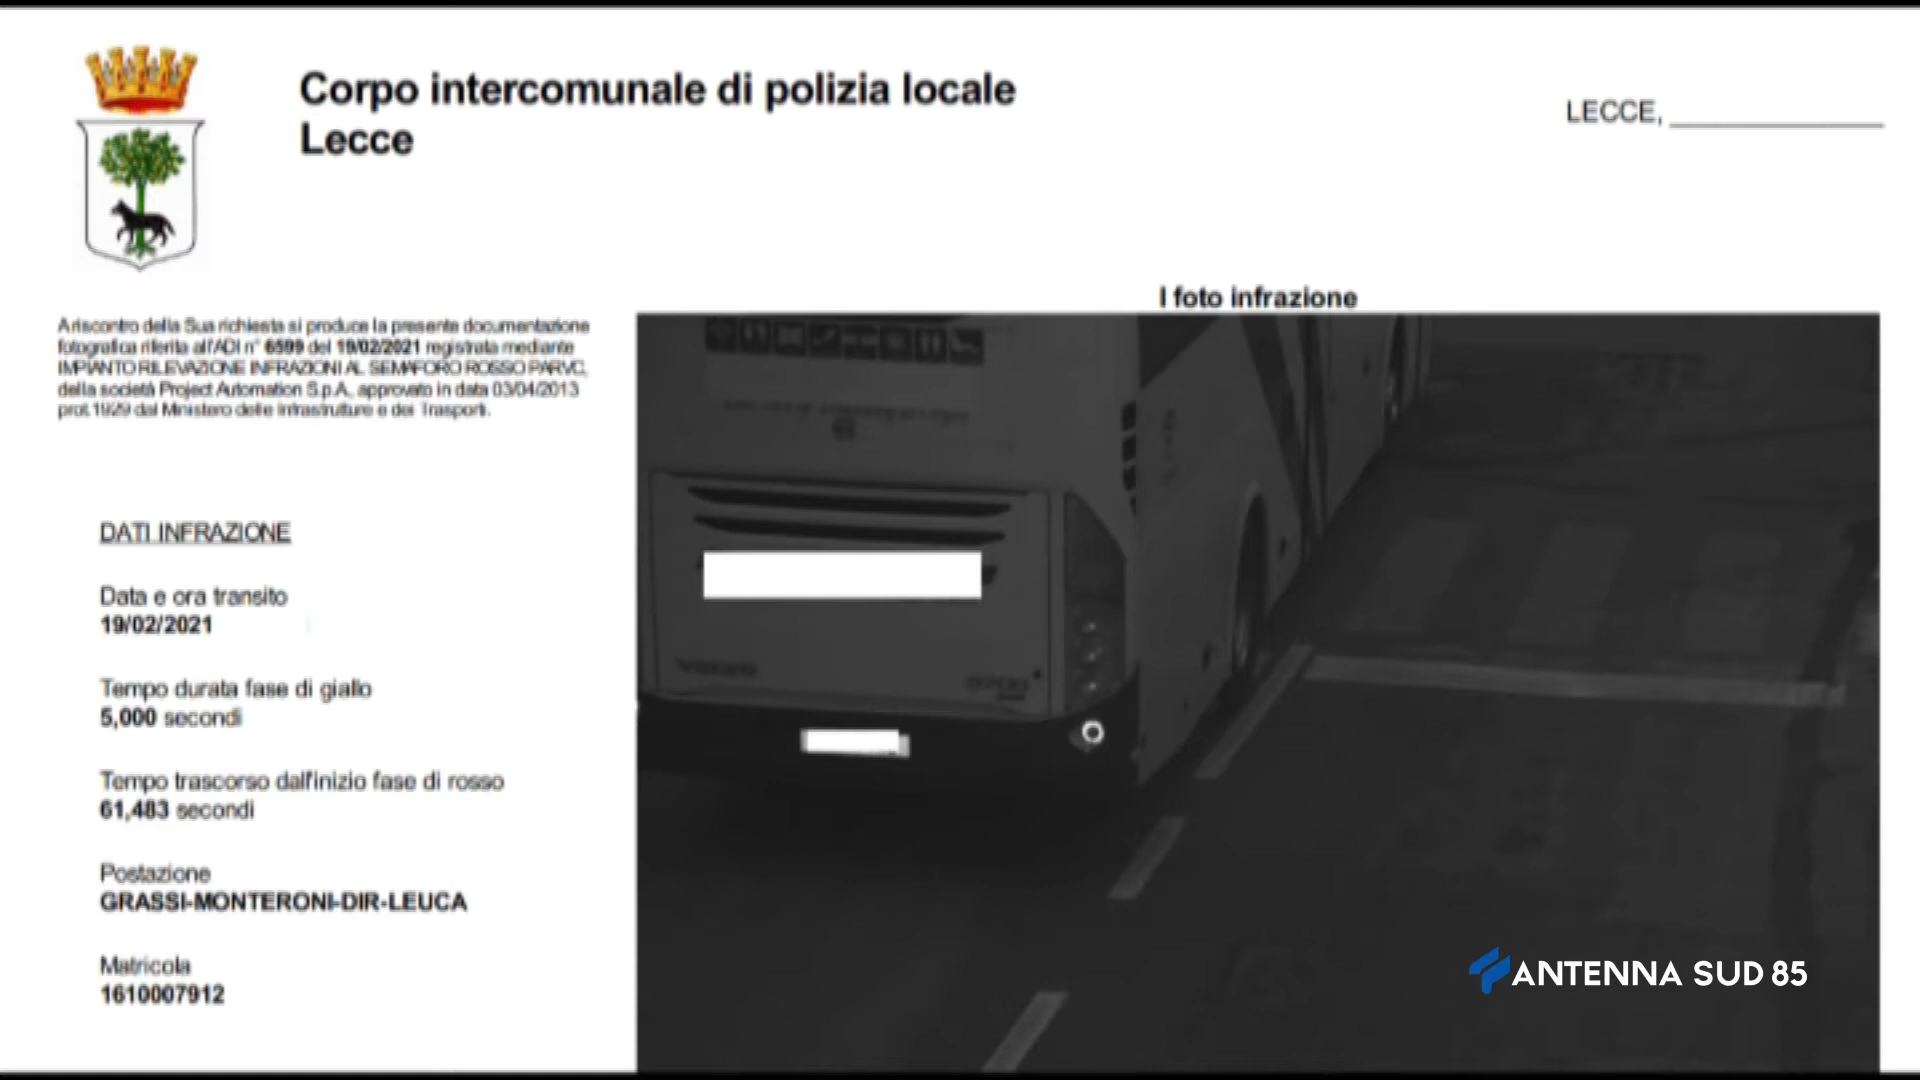 Corpo intercomunale di polizia locale
Lecce
LECCE, _______________
A riscontro della Sua richiesta si produce la presente documentazione
fotografica riferita all'ADI n° 6599 del 19/02/2021 registrata mediante
IMPIANTO RILEVAZIONE INFRAZIONI AL SEMAFORO ROSSO PARVC,
della società Project Automation S.p.A., approvato in data 03/04/2013
prot.1929 dal Ministero delle Infrastrutture e dei Trasporti.
I foto infrazione
DATI INFRAZIONE
Data e ora transito
19/02/2021
Tempo durata fase di giallo
5,000 secondi
Tempo trascorso dall'inizio fase di rosso
61,483 secondi
Postazione
GRASSI-MONTERONI-DIR-LEUCA
Matricola
1610007912
VOLVO
9700
ANTENNA SUD 85